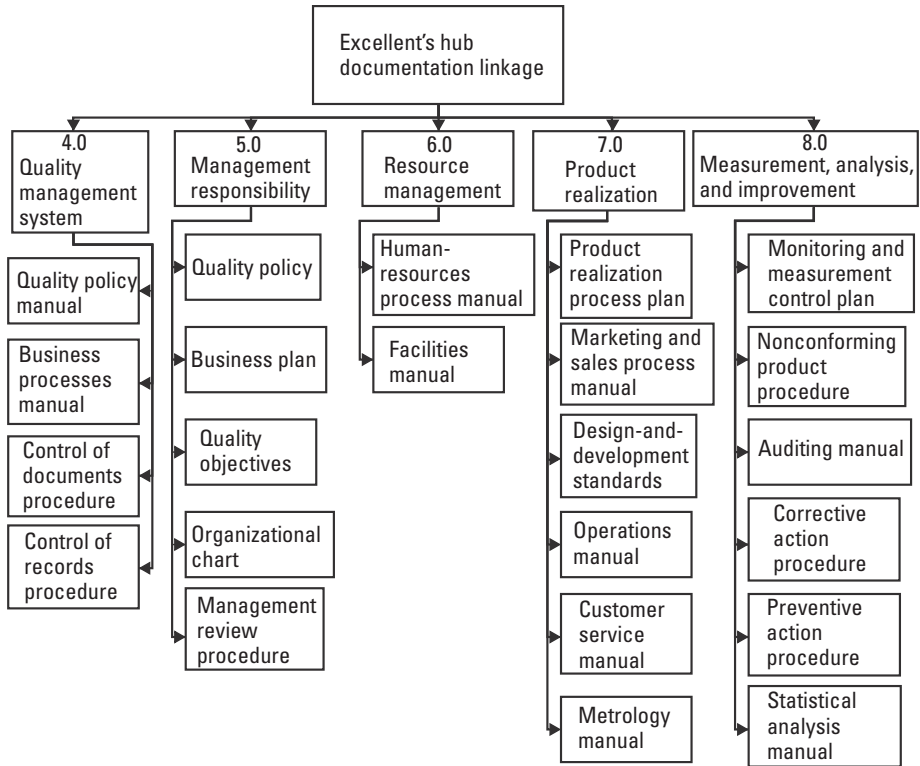 Excellent's hub
documentation linkage
4.0
Quality
management
system
5.0
Management
responsibility
6.0
Resource
management
7.0
Product
realization
8.0
Measurement, analysis,
and improvement
Quality policy
manual
Business
processes
manual
Control of
documents
procedure
Control of
records
procedure
Quality policy
Business plan
Quality
objectives
Organizational
chart
Management
review
procedure
Human-
resources
process manual
Facilities
manual
Product
realization
process plan
Marketing and
sales process
manual
Design-and-
development
standards
Operations
manual
Customer
service
manual
Metrology
manual
Monitoring and
measurement
control plan
Nonconforming
product
procedure
Auditing manual
Corrective
action
procedure
Preventive
action
procedure
Statistical
analysis
manual